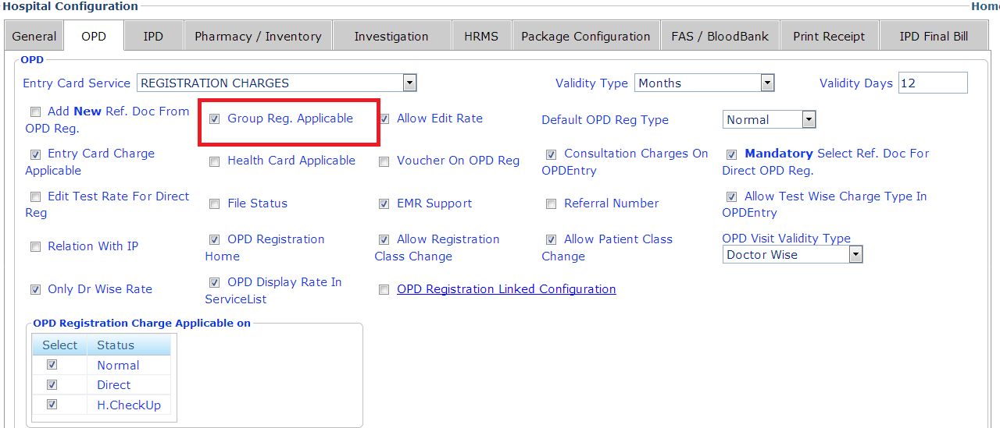 Hospital Configuration
Hom
General OPD IPD Pharmacy / Inventory Investigation HRMS Package Configuration FAS / BloodBank Print Receipt IPD Final Bill
OPD
Entry Card Service REGISTRATION CHARGES Validity Type Months Validity Days 12
Add New Ref. Doc From
OPD Reg.
Group Reg. Applicable
Allow Edit Rate
Default OPD Reg Type Normal
Entry Card Charge
Applicable
Health Card Applicable
Voucher On OPD Reg
Consultation Charges On
OPDEntry
Mandatory Select Ref. Doc For
Direct OPD Reg.
Edit Test Rate For Direct
Reg
File Status
EMR Support
Referral Number
Allow Test Wise Charge Type In
OPDEntry
Relation With IP
OPD Registration
Home
Allow Registration
Class Change
Allow Patient Class
Change
OPD Visit Validity Type
Doctor Wise
Only Dr Wise Rate
OPD Display Rate In
ServiceList
OPD Registration Linked Configuration
OPD Registration Charge Applicable on
Select Status
Normal
Direct
H.CheckUp